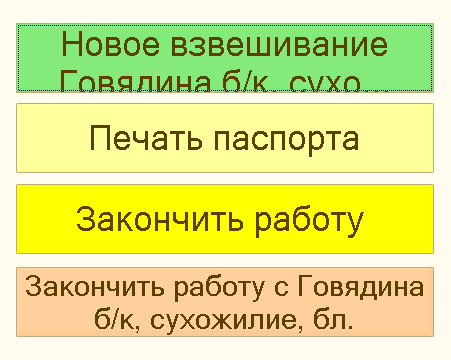 Новое взвешивание
Говядина б/к, сухо...
Печать паспорта
Закончить работу
Закончить работу с Говядина
б/к, сухожилие, бл.